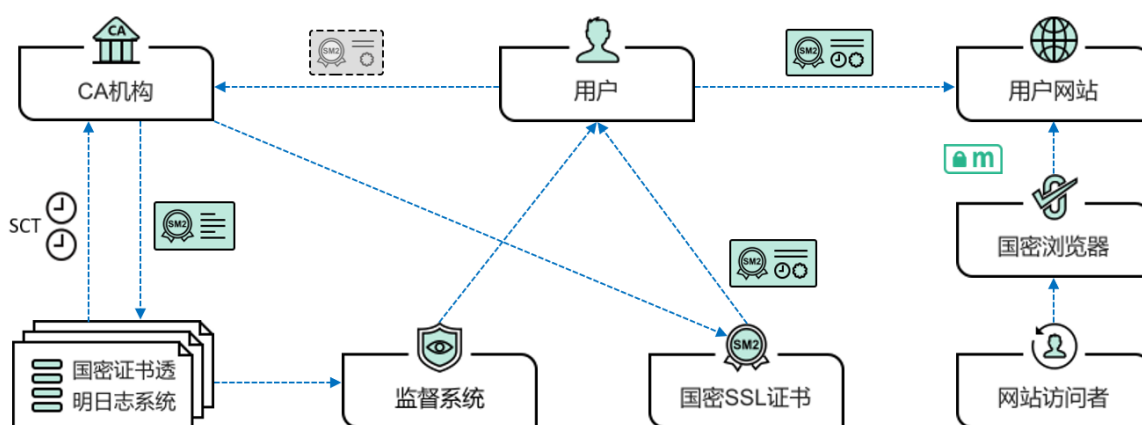 CA
SM2
CA机构
用户
用户网站
m
SCT
SM2
国密浏览器
SM2
SM2
国密证书透
明日志系统
监督系统
SM2
国密SSL证书
网站访问者